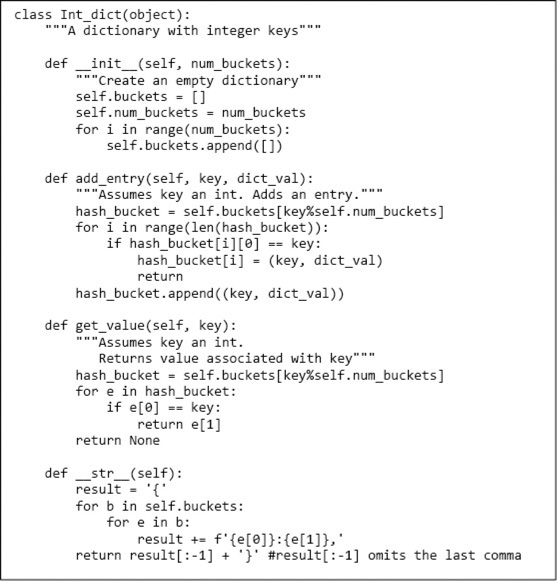 class Int_dict(object):
    """A dictionary with integer keys"""

    def __init__(self, num_buckets):
        """Create an empty dictionary"""
        self.buckets = []
        self.num_buckets = num_buckets
        for i in range(num_buckets):
            self.buckets.append([])

    def add_entry(self, key, dict_val):
        """Assumes key an int. Adds an entry."""
        hash_bucket = self.buckets[key%self.num_buckets]
        for i in range(len(hash_bucket)):
            if hash_bucket[i][0] == key:
                hash_bucket[i] = (key, dict_val)
                return
        hash_bucket.append((key, dict_val))

    def get_value(self, key):
        """Assumes key an int.
           Returns value associated with key"""
        hash_bucket = self.buckets[key%self.num_buckets]
        for e in hash_bucket:
            if e[0] == key:
                return e[1]
        return None

    def __str__(self):
        result = '{'
        for b in self.buckets:
            for e in b:
                result += f'{e[0]}:{e[1]},'
        return result[:-1] + '}' #result[:-1] omits the last comma